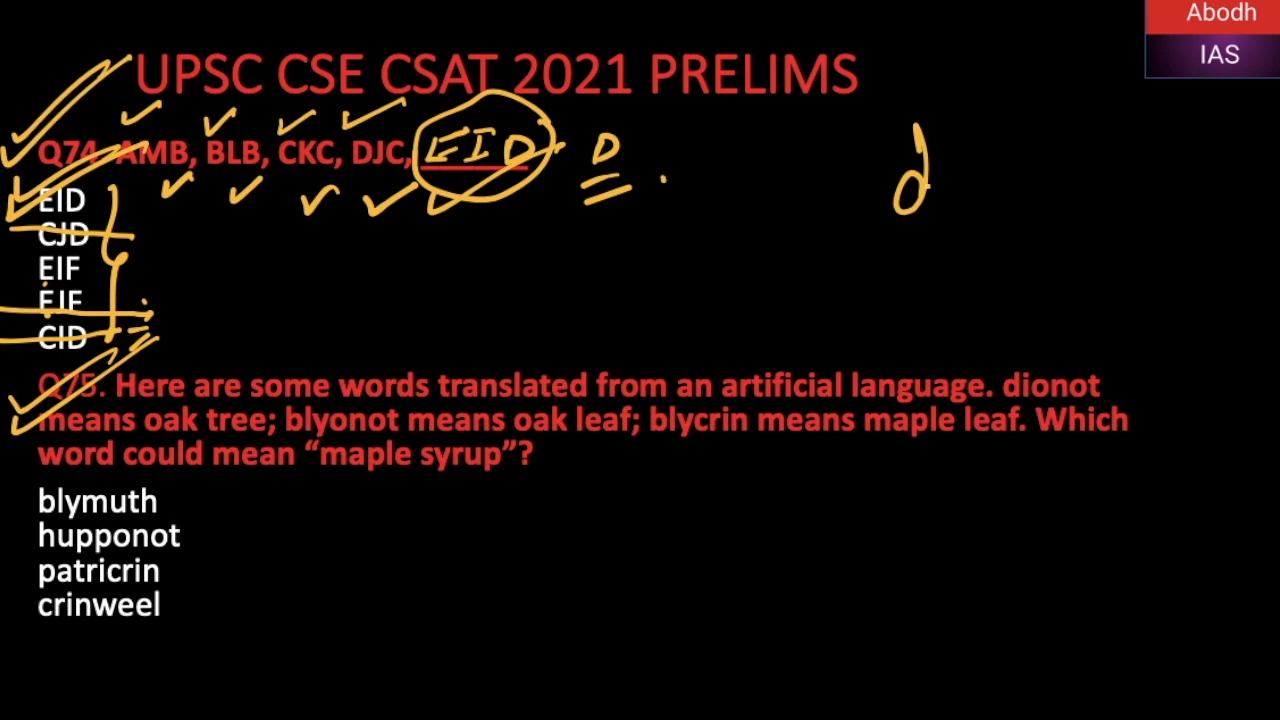 Abodh
IAS
UPSC CSE CSAT 2021 PRELIMS
Q74. AMB, BLB, CKC, DJC, EID D d
EID
CJD
EIF
EJF
CID
Q75. Here are some words translated from an artificial language. dionot
means oak tree; blyonot means oak leaf; blycrin means maple leaf. Which
word could mean “maple syrup”?
blymuth
hupponot
patricrin
crinweel